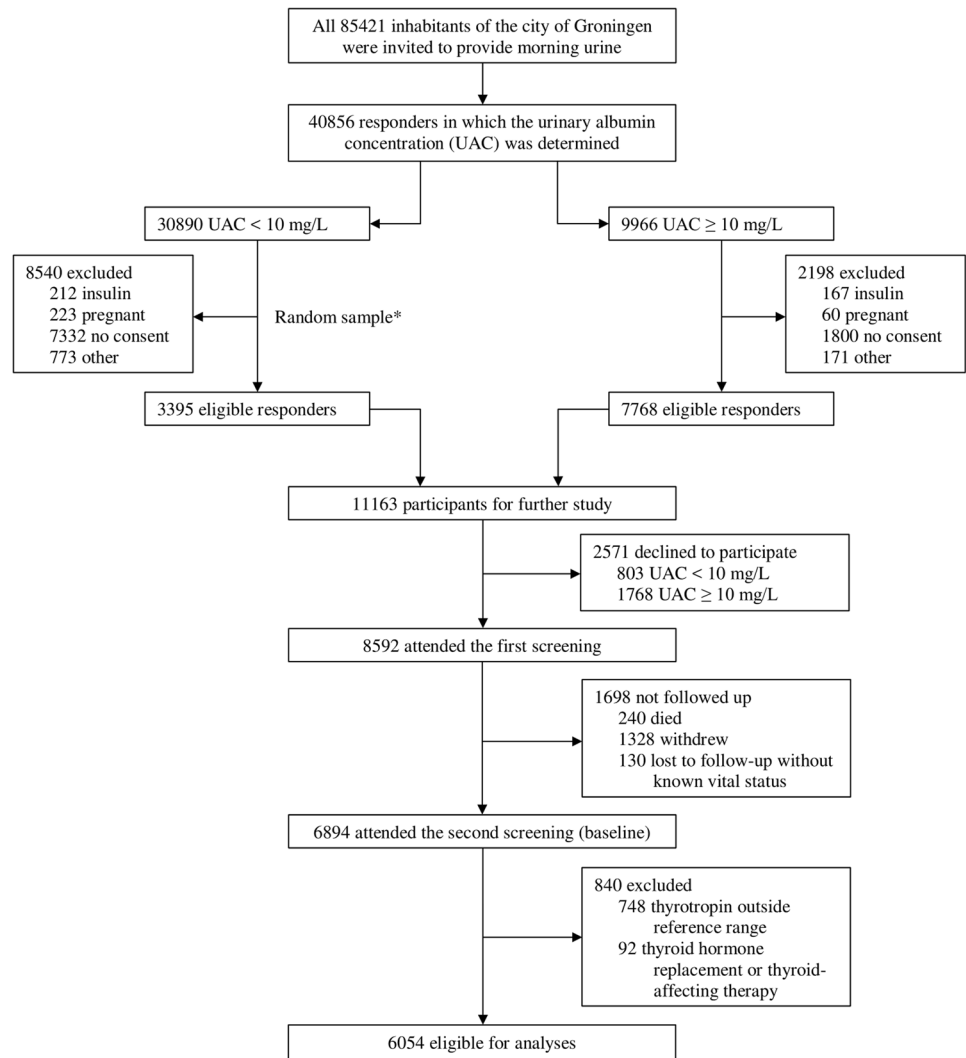 All 85421 inhabitants of the city of Groningen
were invited to provide morning urine
40856 responders in which the urinary albumin
concentration (UAC) was determined
30890 UAC < 10 mg/L
9966 UAC ≥ 10 mg/L
8540 excluded
212 insulin
223 pregnant
7332 no consent
773 other
Random sample*
2198 excluded
167 insulin
60 pregnant
1800 no consent
171 other
3395 eligible responders
7768 eligible responders
11163 participants for further study
2571 declined to participate
803 UAC < 10 mg/L
1768 UAC ≥ 10 mg/L
8592 attended the first screening
1698 not followed up
240 died
1328 withdrew
130 lost to follow-up without
known vital status
6894 attended the second screening (baseline)
840 excluded
748 thyrotropin outside
reference range
92 thyroid hormone
replacement or thyroid-
affecting therapy
6054 eligible for analyses